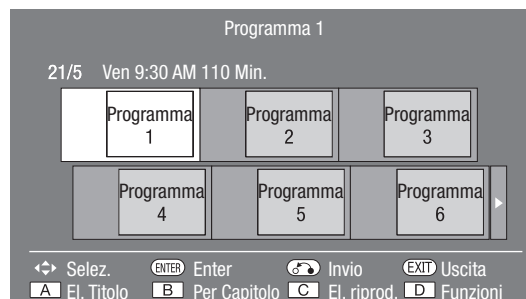 Programma 1
21/5 Ven 9:30 AM 110 Min.
Programma 1 Programma 2 Programma 3
Programma 4 Programma 5 Programma 6
Selez. ENTER Enter Invio EXIT Uscita
A El. Titolo B Per Capitolo C El. riprod. D Funzioni